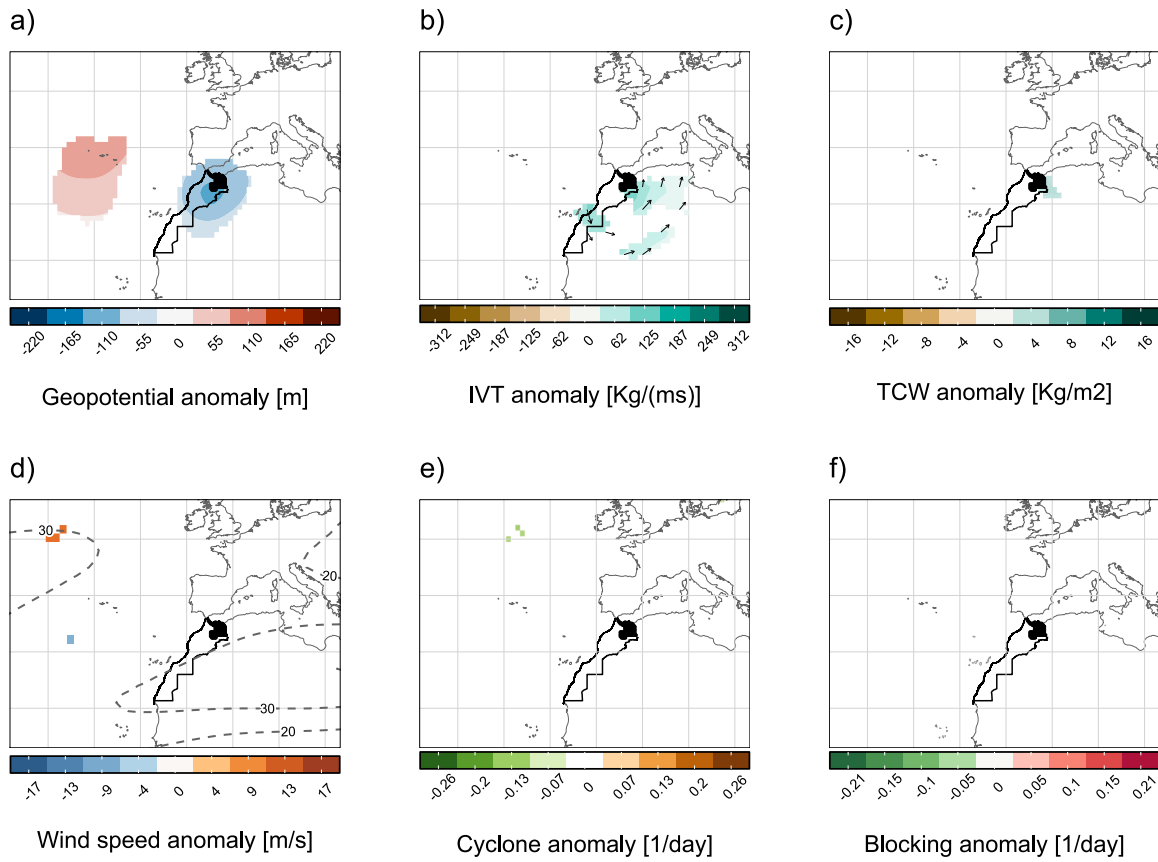 a)
b)
c)
-220 -165 -110 -55 0 55 110 165 220
-312 -249 -187 -125 -62 0 62 125 187 249 312
-16 -12 -8 -4 0 4 8 12 16
Geopotential anomaly [m]
IVT anomaly [Kg/(ms)]
TCW anomaly [Kg/m2]
d)
e)
f)
30
20
30
20
-17 -13 -9 -4 0 4 9 13 17
-0.26 -0.2 -0.13 -0.07 0 0.07 0.13 0.2 0.26
-0.21 -0.15 -0.1 -0.05 0 0.05 0.1 0.15 0.21
Wind speed anomaly [m/s]
Cyclone anomaly [1/day]
Blocking anomaly [1/day]